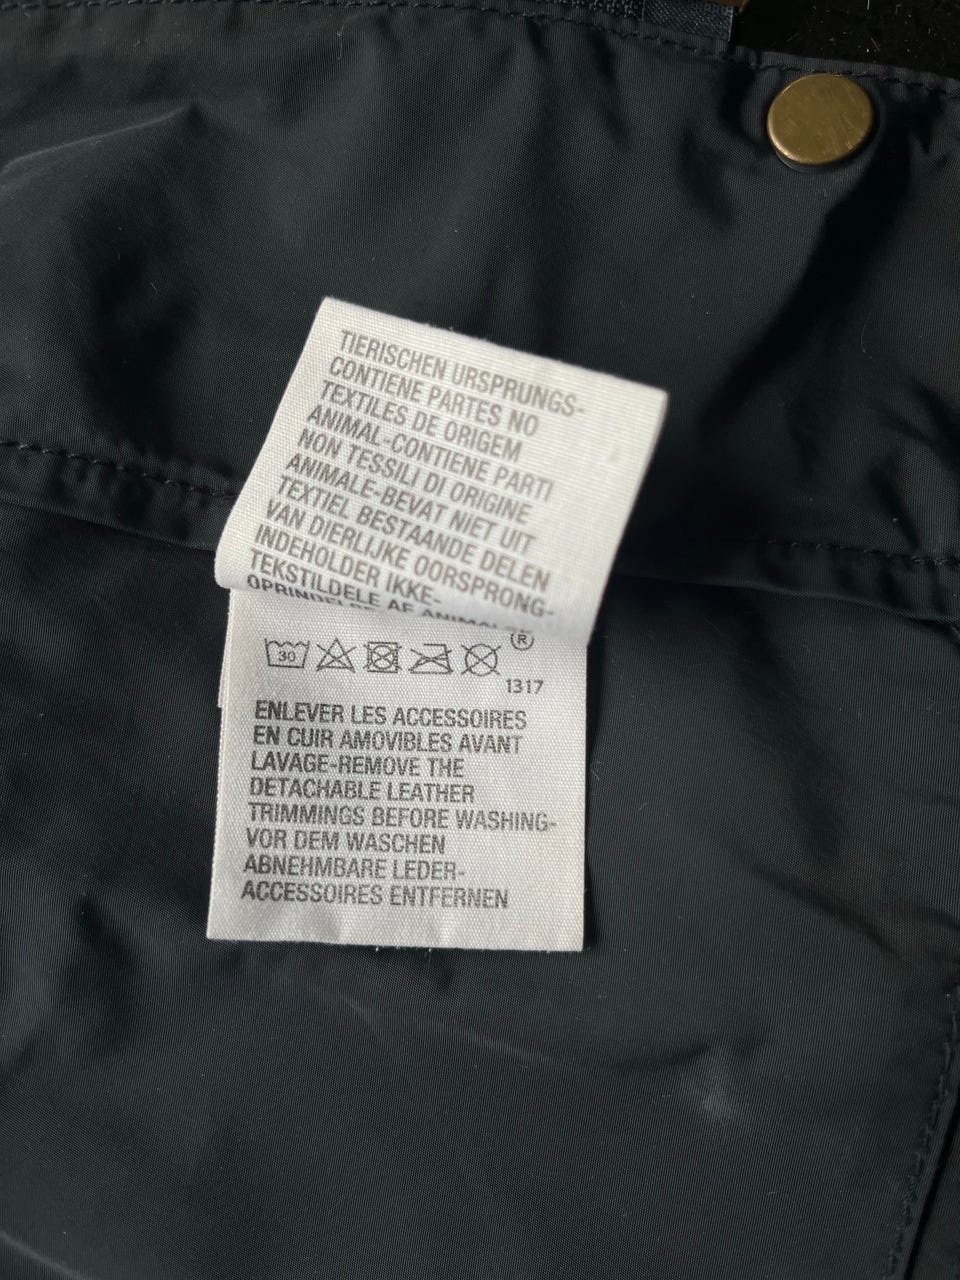 TIERISCHEN URSPRUNGS-
CONTIENE PARTES NO
TEXTILES DE ORIGEM
ANIMAL-CONTIENE PARTI
NON TESSILI DI ORIGINE
ANIMALE-BEVAT NIET UIT
TEXTIEL BESTAANDE DELEN
VAN DIERLIJKE OORSPRONG-
INDEHOLDER IKKE-
TEKSTILDELE AF ANIMALSK
OPRINDELSE
30
®
1317
ENLEVER LES ACCESSOIRES
EN CUIR AMOVIBLES AVANT
LAVAGE-REMOVE THE
DETACHABLE LEATHER
TRIMMINGS BEFORE WASHING-
VOR DEM WASCHEN
ABNEHMBARE LEDER-
ACCESSOIRES ENTFERNEN